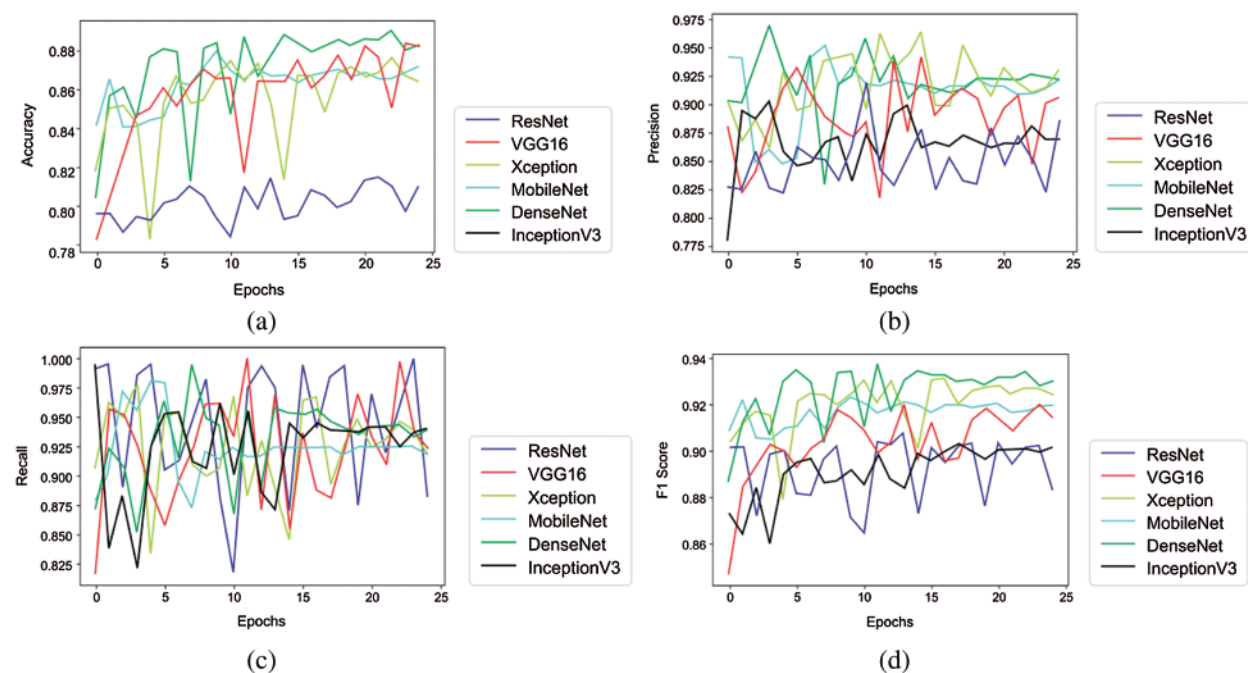 0.88
0.86
0.84
0.82
0.80
0.78
Accuracy
0 5 10 15 20 25
Epochs
ResNet
VGG16
Xception
MobileNet
DenseNet
InceptionV3
(a)
0.975
0.950
0.925
0.900
0.875
0.850
0.825
0.800
0.775
Precision
0 5 10 15 20 25
Epochs
ResNet
VGG16
Xception
MobileNet
DenseNet
InceptionV3
(b)
1.000
0.975
0.950
0.925
0.900
0.875
0.850
0.825
Recall
0 5 10 15 20 25
Epochs
ResNet
VGG16
Xception
MobileNet
DenseNet
InceptionV3
(c)
0.94
0.92
0.90
0.88
0.86
F1 Score
0 5 10 15 20 25
Epochs
ResNet
VGG16
Xception
MobileNet
DenseNet
InceptionV3
(d)